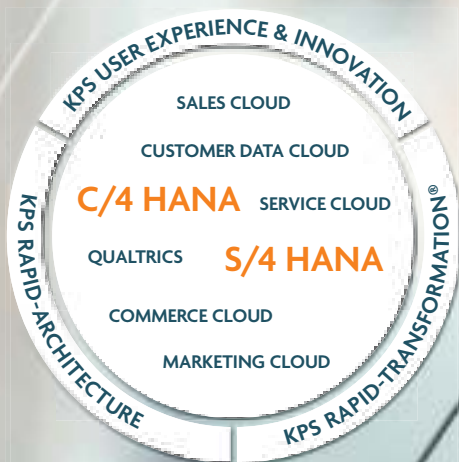 KPS USER EXPERIENCE & INNOVATION
SALES CLOUD
CUSTOMER DATA CLOUD
C/4 HANA SERVICE CLOUD
QUALTRICS S/4 HANA
COMMERCE CLOUD
MARKETING CLOUD
KPS RAPID-ARCHITECTURE
KPS RAPID-TRANSFORMATION®